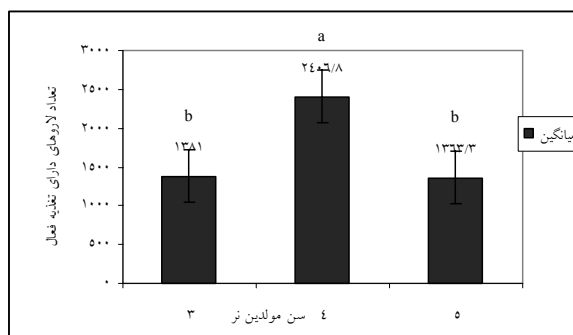 a
۳۰۰۰
۲۴۰۶/۸
۲۵۰۰
b
b
۲۰۰۰
۱۳۸۱
۱۳۶۳/۳
میانگین
۱۵۰۰
۱۰۰۰
۵۰۰
۰
تعداد لاروهای دارای تغذیه فعال
۳
۴
۵
سن مولدین نر